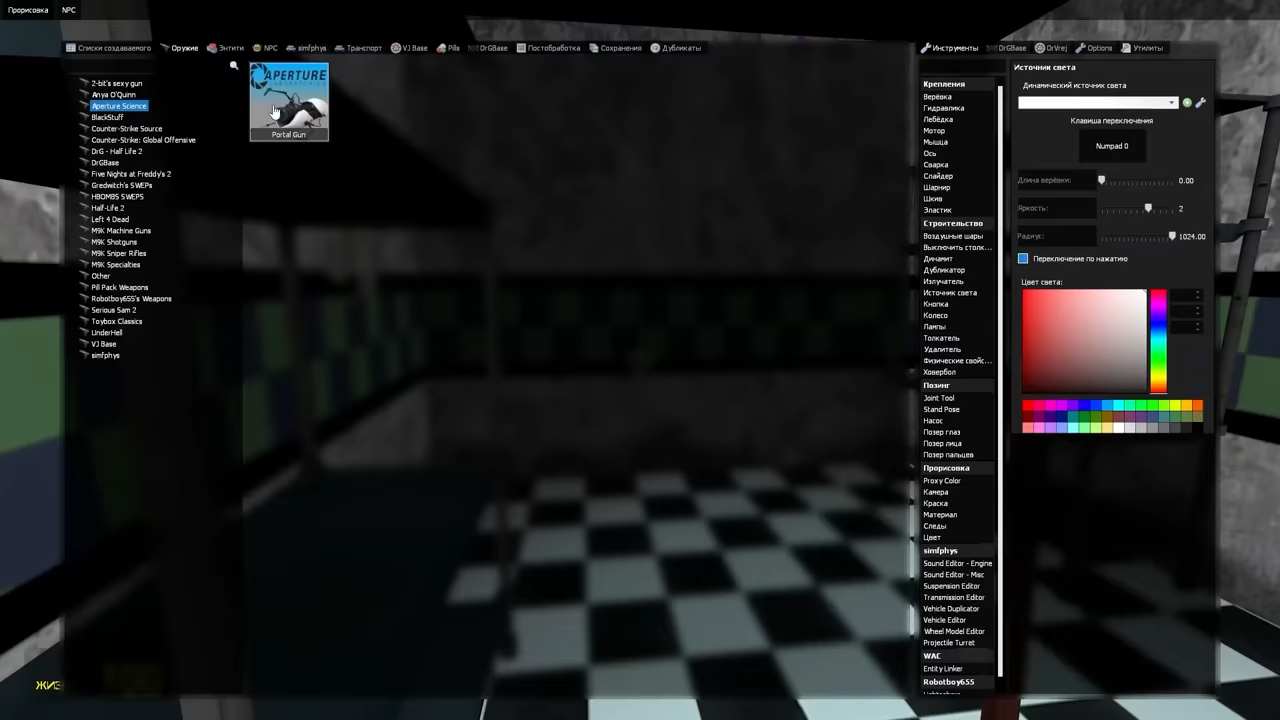 Прорисовка NPC
Списки создаваемого Оружие Энтити NPC simfphys Транспорт VJ Base Pills DrGBase Постобработка Сохранения Дубликаты
2-bit's sexy gun
Anya O'Quinn
Aperture Science
BlackStuff
Counter-Strike Source
Counter-Strike: Global Offensive
DrG - Half Life 2
DrGBase
Five Nights at Freddy's 2
Gredwitch's SWEPs
HBOMBS SWEPS
Half-Life 2
Left 4 Dead
M9K Machine Guns
M9K Shotguns
M9K Sniper Rifles
M9K Specialties
Other
Pill Pack Weapons
Robotboy655's Weapons
Serious Sam 2
Toybox Classics
UnderHell
VJ Base
simfphys
APERTURE
LABORATORIES
Portal Gun
Инструменты DrGBase DrVrej Options Утилиты
Крепления
Верёвка
Гидравлика
Лебёдка
Мотор
Мышца
Ось
Сварка
Слайдер
Шарнир
Шкив
Эластик
Строительство
Воздушные шары
Выключить столк...
Динамит
Дубликатор
Излучатель
Источник света
Кнопка
Колесо
Лампы
Толкатель
Удалитель
Физические свойс...
Ховербол
Позинг
Joint Tool
Stand Pose
Насос
Позер глаз
Позер лица
Позер пальцев
Прорисовка
Proxy Color
Камера
Краска
Материал
Следы
Цвет
simfphys
Sound Editor - Engine
Sound Editor - Misc
Suspension Editor
Transmission Editor
Vehicle Duplicator
Vehicle Editor
Wheel Model Editor
Projectile Turret
WAC
Entity Linker
Robotboy655
Источник света
Динамический источник света
Клавиша переключения
Numpad 0
Длина верёвки: 0.00
Яркость: 2
Радиус: 1024.00
Переключение по нажатию
Цвет света: